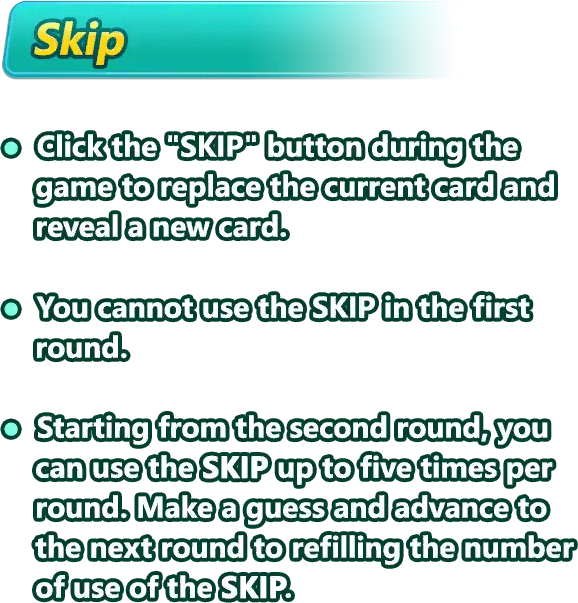 Skip
Click the "SKIP" button during the
game to replace the current card and
reveal a new card.
You cannot use the SKIP in the first
round.
Starting from the second round, you
can use the SKIP up to five times per
round. Make a guess and advance to
the next round to refilling the number
of use of the SKIP.